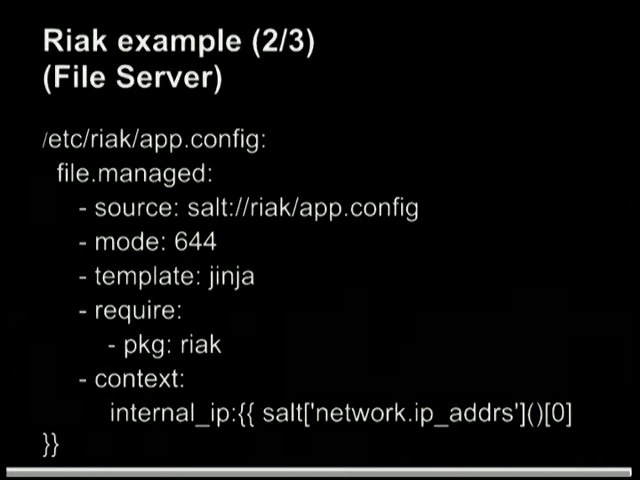 Riak example (2/3)
(File Server)
/etc/riak/app.config:
file.managed:
- source: salt://riak/app.config
- mode: 644
- template: jinja
- require:
- pkg: riak
- context:
internal_ip:{{ salt['network.ip_addrs']()[0]
}}